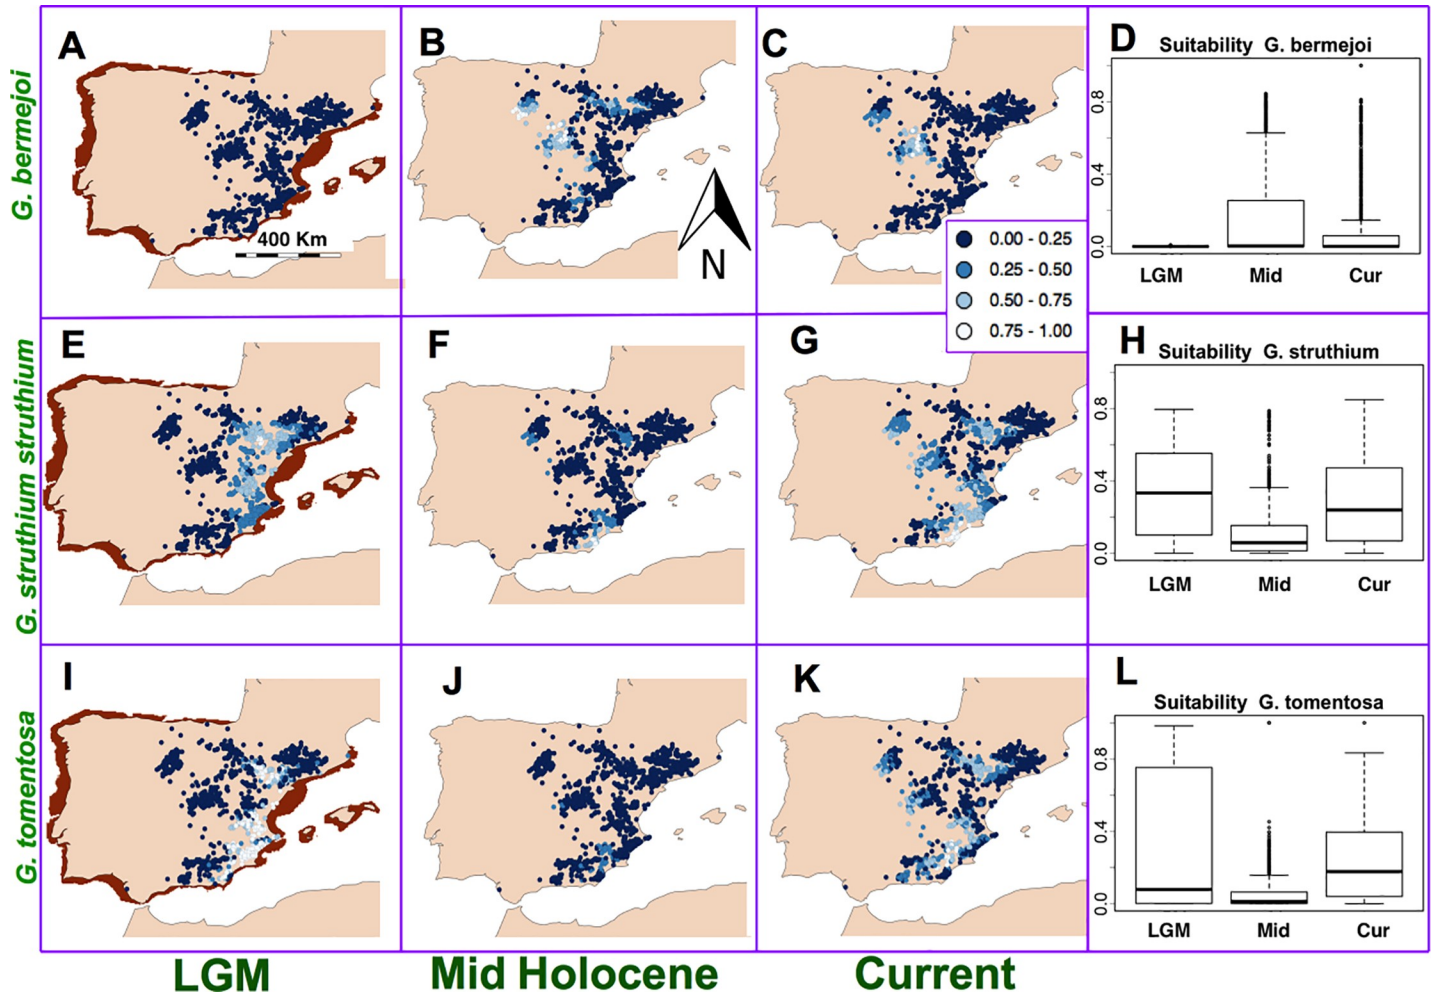 A
B
C
D
Suitability G. bermejoi
G. bermejoi
0.8
0.4
0.0
LGM Mid Cur
400 Km
N
0.00 - 0.25
0.25 - 0.50
0.50 - 0.75
0.75 - 1.00
E
F
G
H
Suitability G. struthium
G. struthium struthium
0.8
0.4
0.0
LGM Mid Cur
I
J
K
L
Suitability G. tomentosa
G. tomentosa
0.8
0.4
0.0
LGM Mid Cur
LGM
Mid Holocene
Current